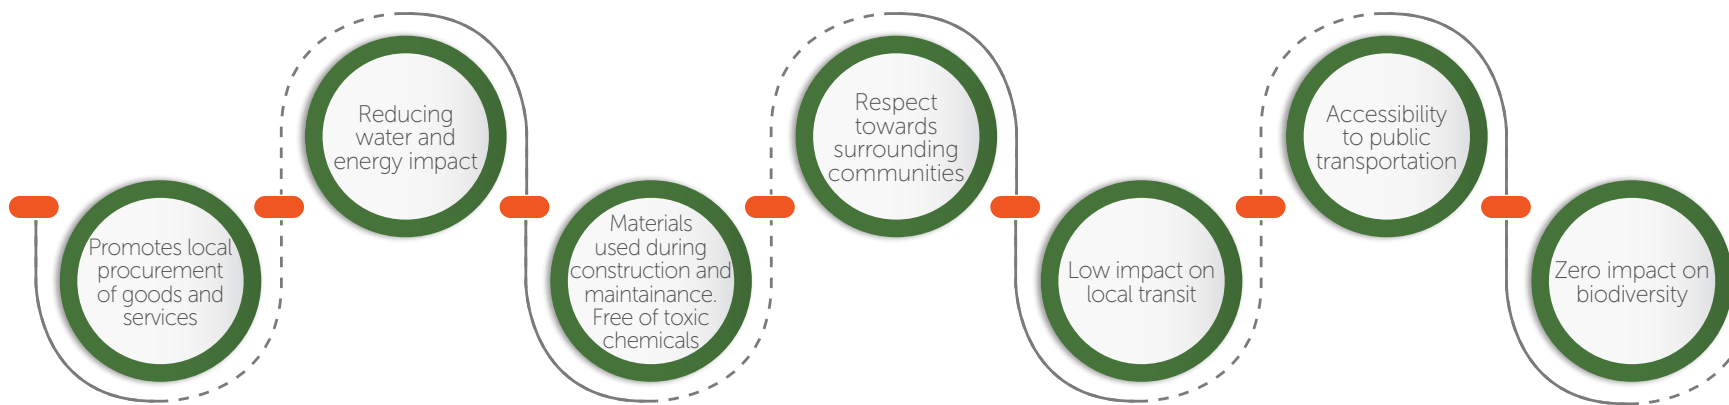 Promotes local
procurement
of goods and
services
Reducing
water and
energy impact
Materials
used during
construction and
maintainance.
Free of toxic
chemicals
Respect
towards
surrounding
communities
Low impact on
local transit
Accessibility
to public
transportation
Zero impact on
biodiversity